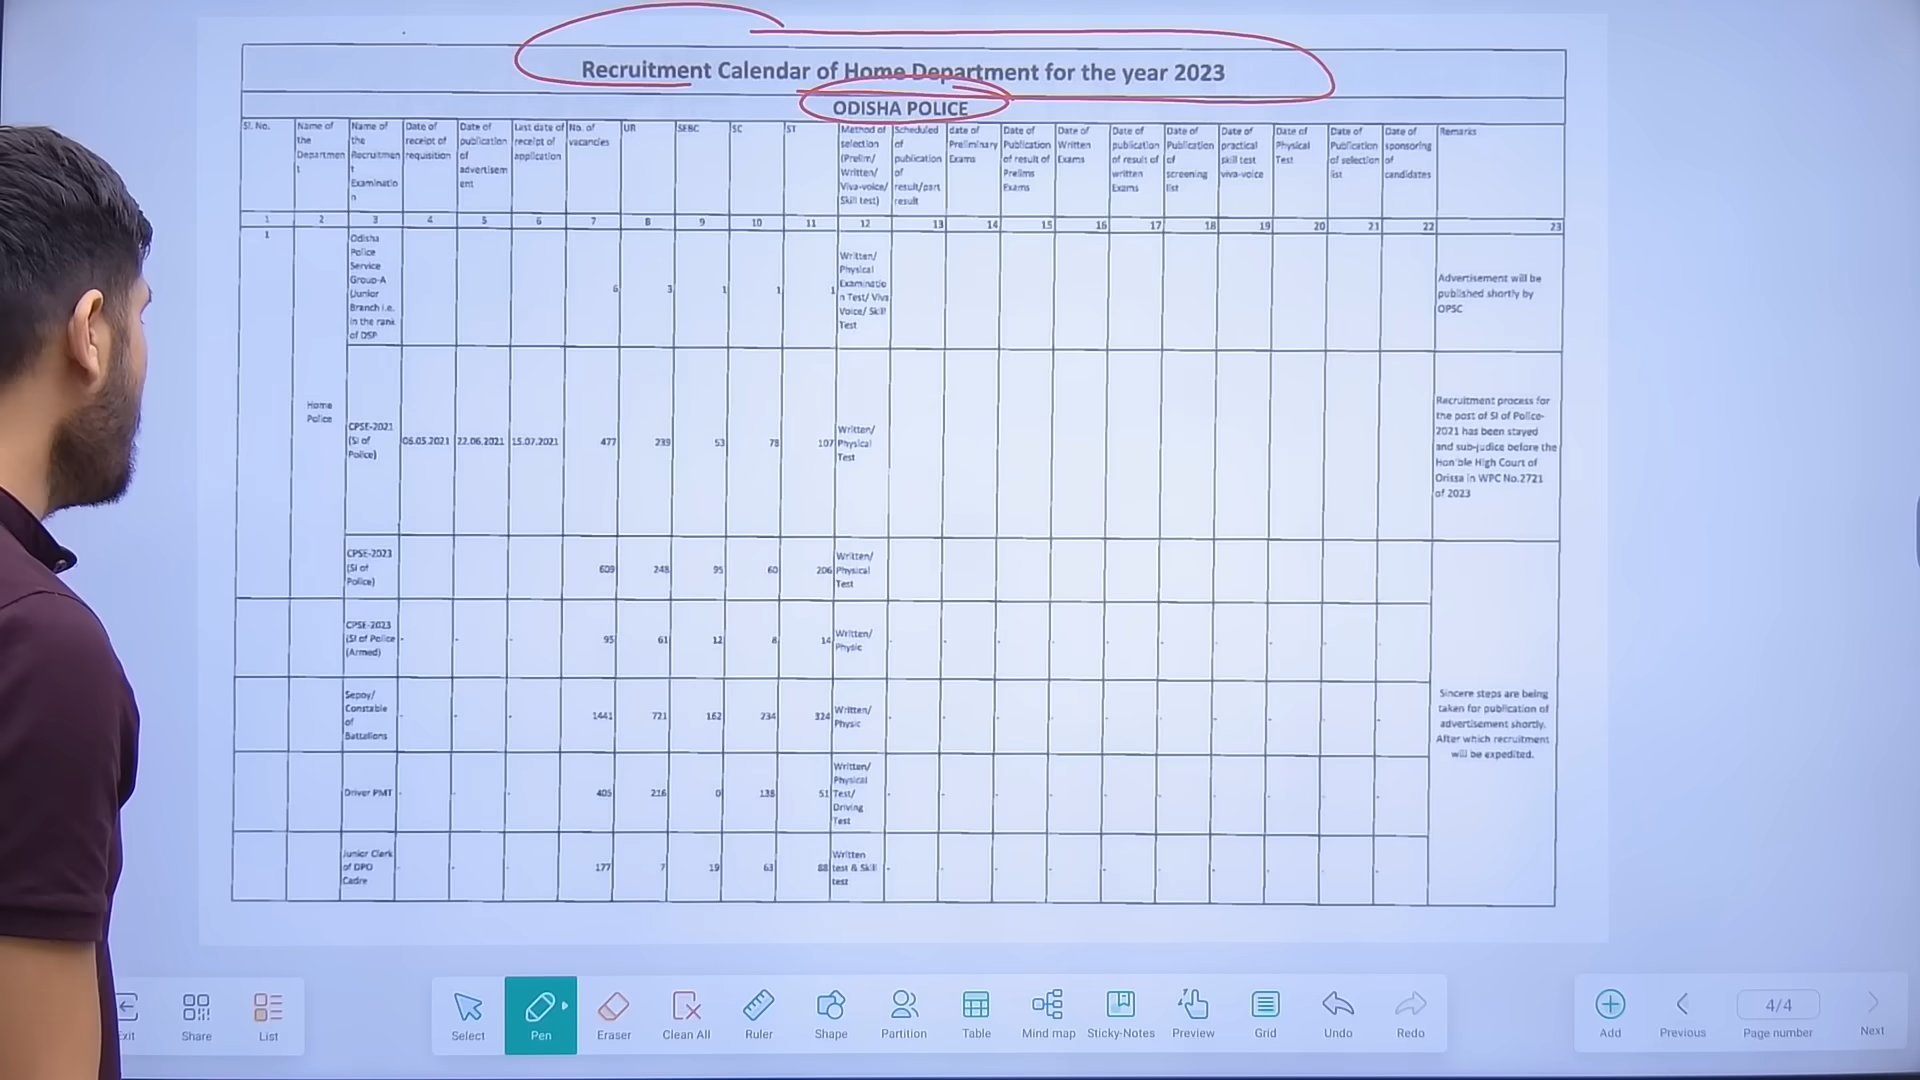 Recruitment Calendar of Home Department for the year 2023
ODISHA POLICE
Sl. No.
Name of
the
Departmen
t
Name of
the
Recruitmen
t
Examinatio
n
Date of
receipt of
requisition
Date of
publication
of
advertisem
ent
Last date of
receipt of
application
No. of
vacancies
UR
SEBC
SC
ST
Method of
selection
(Prelim/
Written/
Viva-voice/
Skill test)
Scheduled
of
publication
of
result/part
result
date of
Preliminary
Exams
Date of
Publication
of result of
Prelims
Exams
Date of
Written
Exams
Date of
publication
of result of
written
Exams
Date of
Publication
of
screening
list
Date of
practical
skill test
viva-voice
Date of
Physical
Test
Date of
Publication
of selection
list
Date of
sponsoring
of
candidates
Remarks
1 2 3 4 5 6 7 8 9 10 11 12 13 14 15 16 17 18 19 20 21 22 23
1
Home
Police
Odisha
Police
Service
Group-A
(Junior
Branch i.e.
in the rank
of DSP
6 3 1 1 1
Written/
Physical
Examinatio
n Test/ Viva
Voice/ Skill
Test
Advertisement will be
published shortly by
OPSC
CPSE-2021
(SI of
Police)
06.05.2021 22.06.2021 15.07.2021 477 239 53 78 107
Written/
Physical
Test
Recruitment process for
the post of SI of Police-
2021 has been stayed
and sub-judice before the
Hon'ble High Court of
Orissa in WPC No.2721
of 2023
CPSE-2023
(SI of
Police)
609 248 95 60 206
Written/
Physical
Test
CPSE-2023
(SI of Police
(Armed)
- - - 95 61 12 8 14
Written/
Physic
- - - - - - - - - -
Sepoy/
Constable
of
Battalions
- - - 1441 721 162 234 324
Written/
Physic
- - - - - - - - - -
Driver PMT
- - - 405 216 0 138 51
Written/
Physical
Test/
Driving
Test
- - - - - - - - - -
Junior Clerk
of DPO
Cadre
- - - 177 7 19 63 88
Written
test & Skill
test
- - - - - - - - - -
Sincere steps are being
taken for publication of
advertisement shortly.
After which recruitment
will be expedited.
xit Share List Select Pen Eraser Clean All Ruler Shape Partition Table Mind map Sticky-Notes Preview Grid Undo Redo Add Previous 4/4 Page number Next